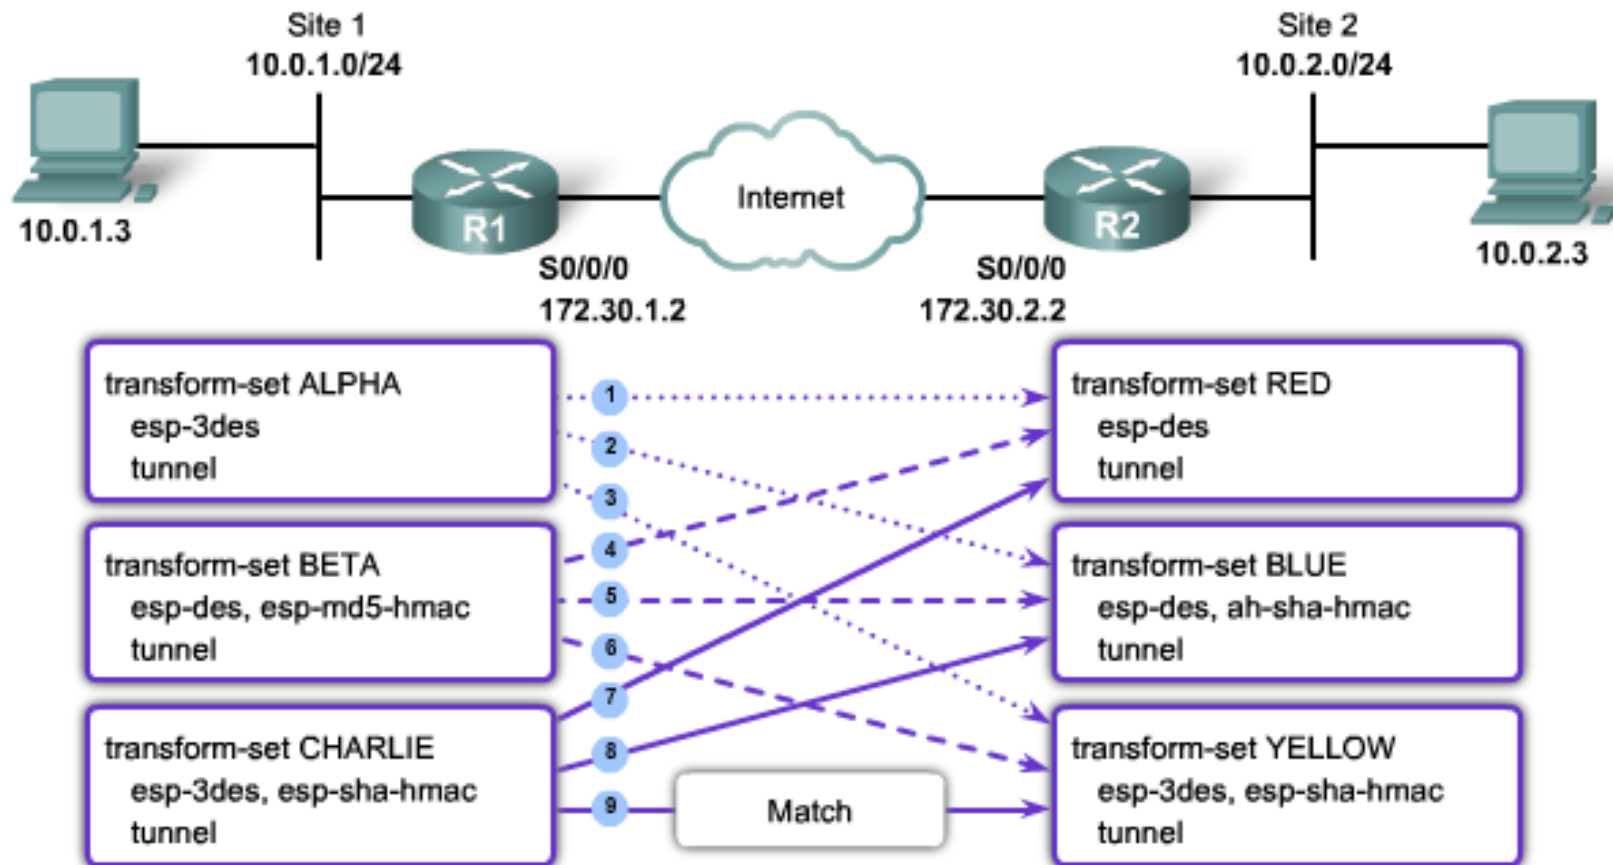 Site 1
10.0.1.0/24
Site 2
10.0.2.0/24
10.0.1.3
R1
Internet
R2
10.0.2.3
S0/0/0
172.30.1.2
S0/0/0
172.30.2.2
transform-set ALPHA
esp-3des
tunnel
transform-set BETA
esp-des, esp-md5-hmac
tunnel
transform-set CHARLIE
esp-3des, esp-sha-hmac
tunnel
1
2
3
4
5
6
7
8
9
Match
transform-set RED
esp-des
tunnel
transform-set BLUE
esp-des, ah-sha-hmac
tunnel
transform-set YELLOW
esp-3des, esp-sha-hmac
tunnel